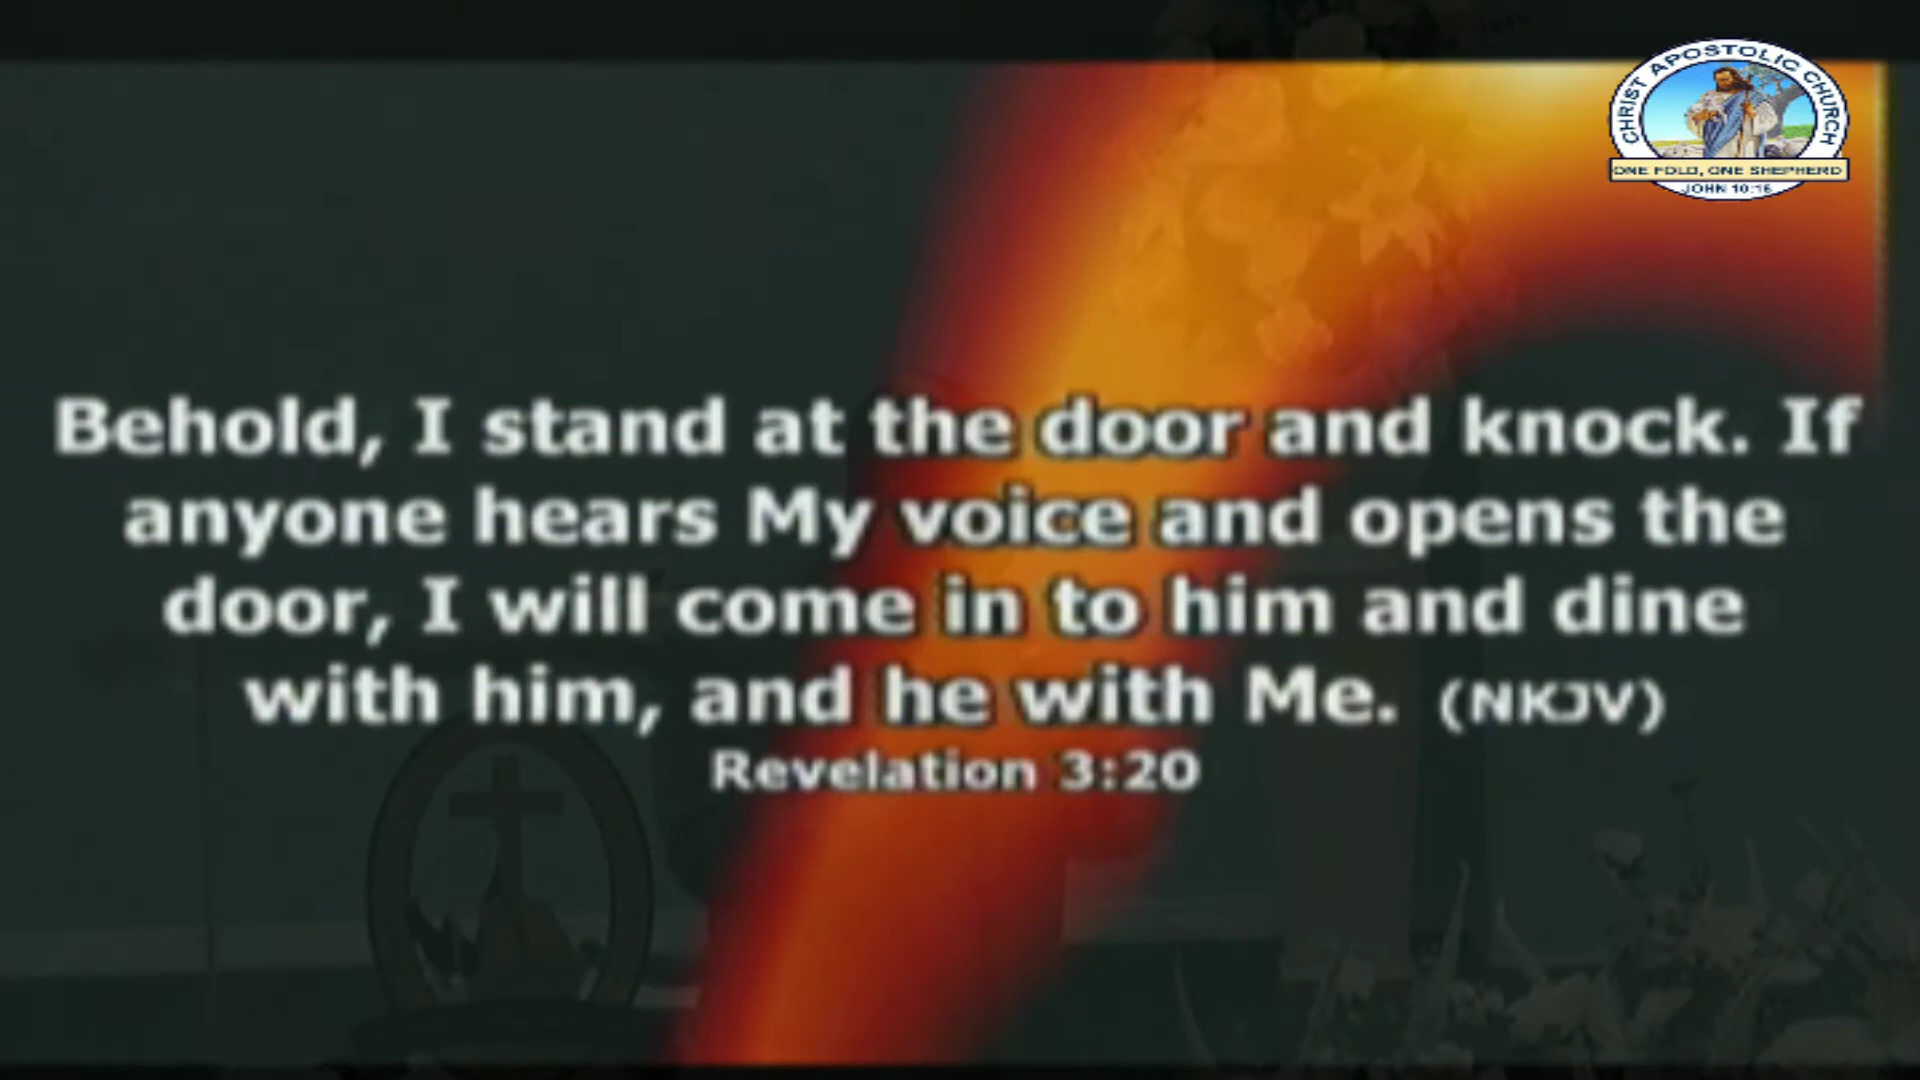 CHRIST APOSTOLIC CHURCH
ONE FOLD, ONE SHEPHERD
JOHN 10:16
Behold, I stand at the door and knock. If
anyone hears My voice and opens the
door, I will come in to him and dine
with him, and he with Me. (NKJV)
Revelation 3:20